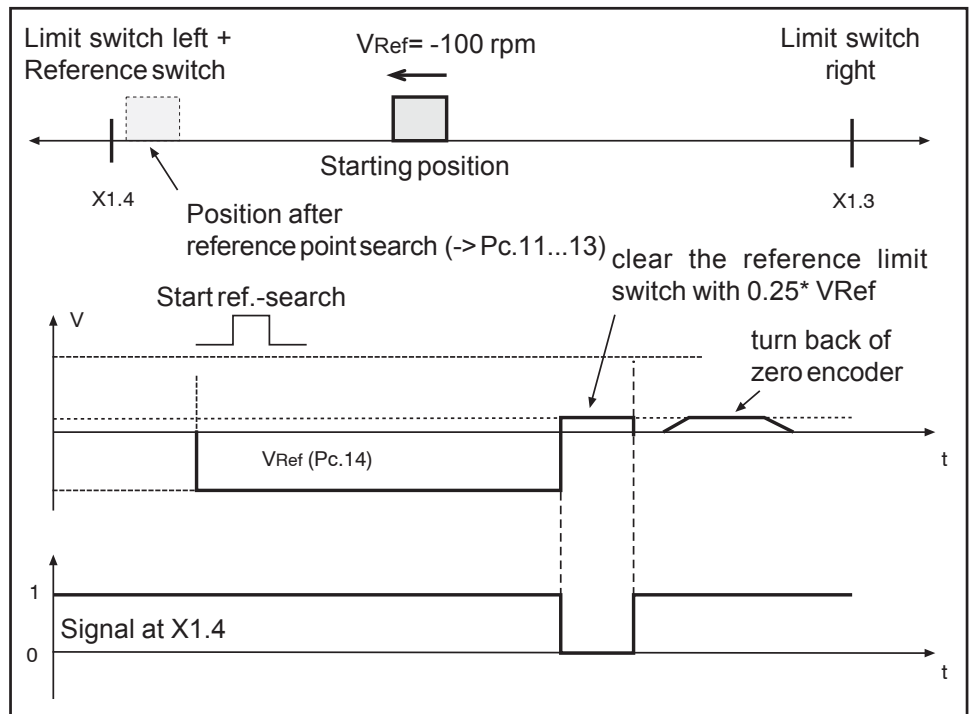 Limit switch left +
Reference switch
VRef= -100 rpm
Limit switch
right
Starting position
X1.4
X1.3
Position after
reference point search (-> Pc.11...13)
clear the reference limit
switch with 0.25* VRef
Start ref.-search
V
turn back of
zero encoder
VRef (Pc.14)
t
1
Signal at X1.4
0
t